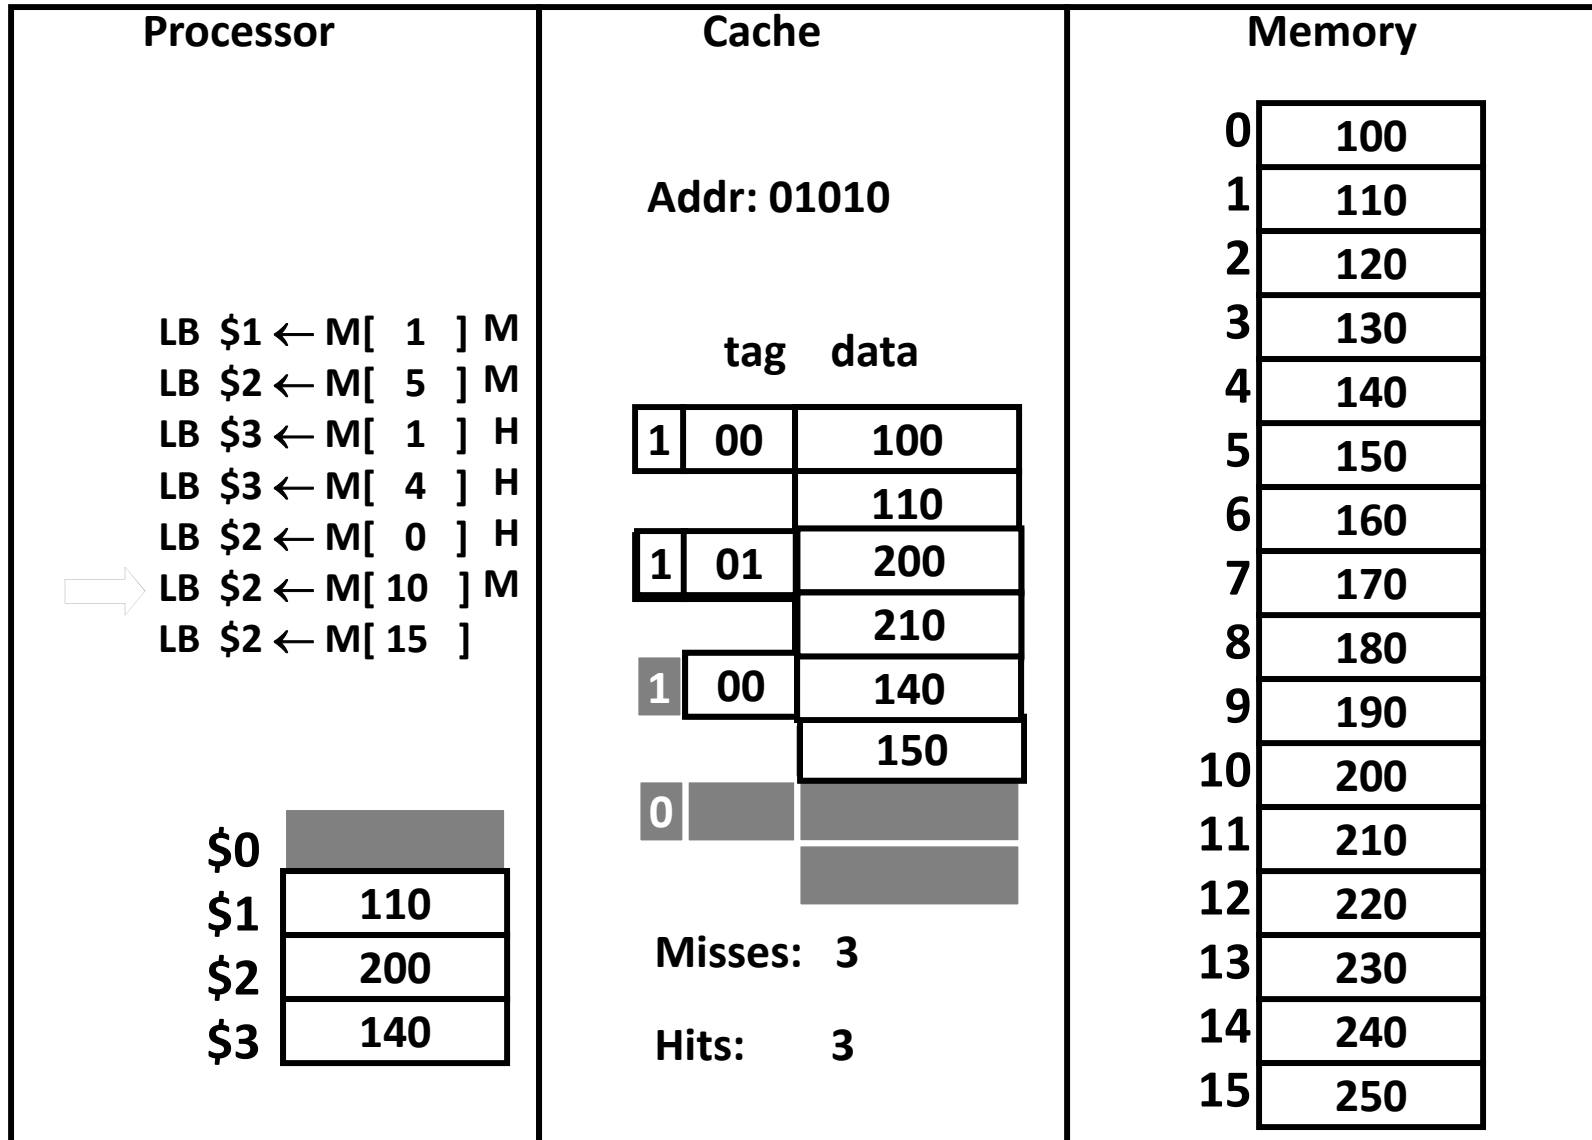 Processor
LB $1 ← M[ 1 ] M
LB $2 ← M[ 5 ] M
LB $3 ← M[ 1 ] H
LB $3 ← M[ 4 ] H
LB $2 ← M[ 0 ] H
LB $2 ← M[ 10 ] M
LB $2 ← M[ 15 ]
$0
$1 110
$2 200
$3 140
Cache
Addr: 01010
tag data
1 00 100
110
1 01 200
210
1 00 140
150
0
Misses: 3
Hits: 3
Memory
0 100
1 110
2 120
3 130
4 140
5 150
6 160
7 170
8 180
9 190
10 200
11 210
12 220
13 230
14 240
15 250